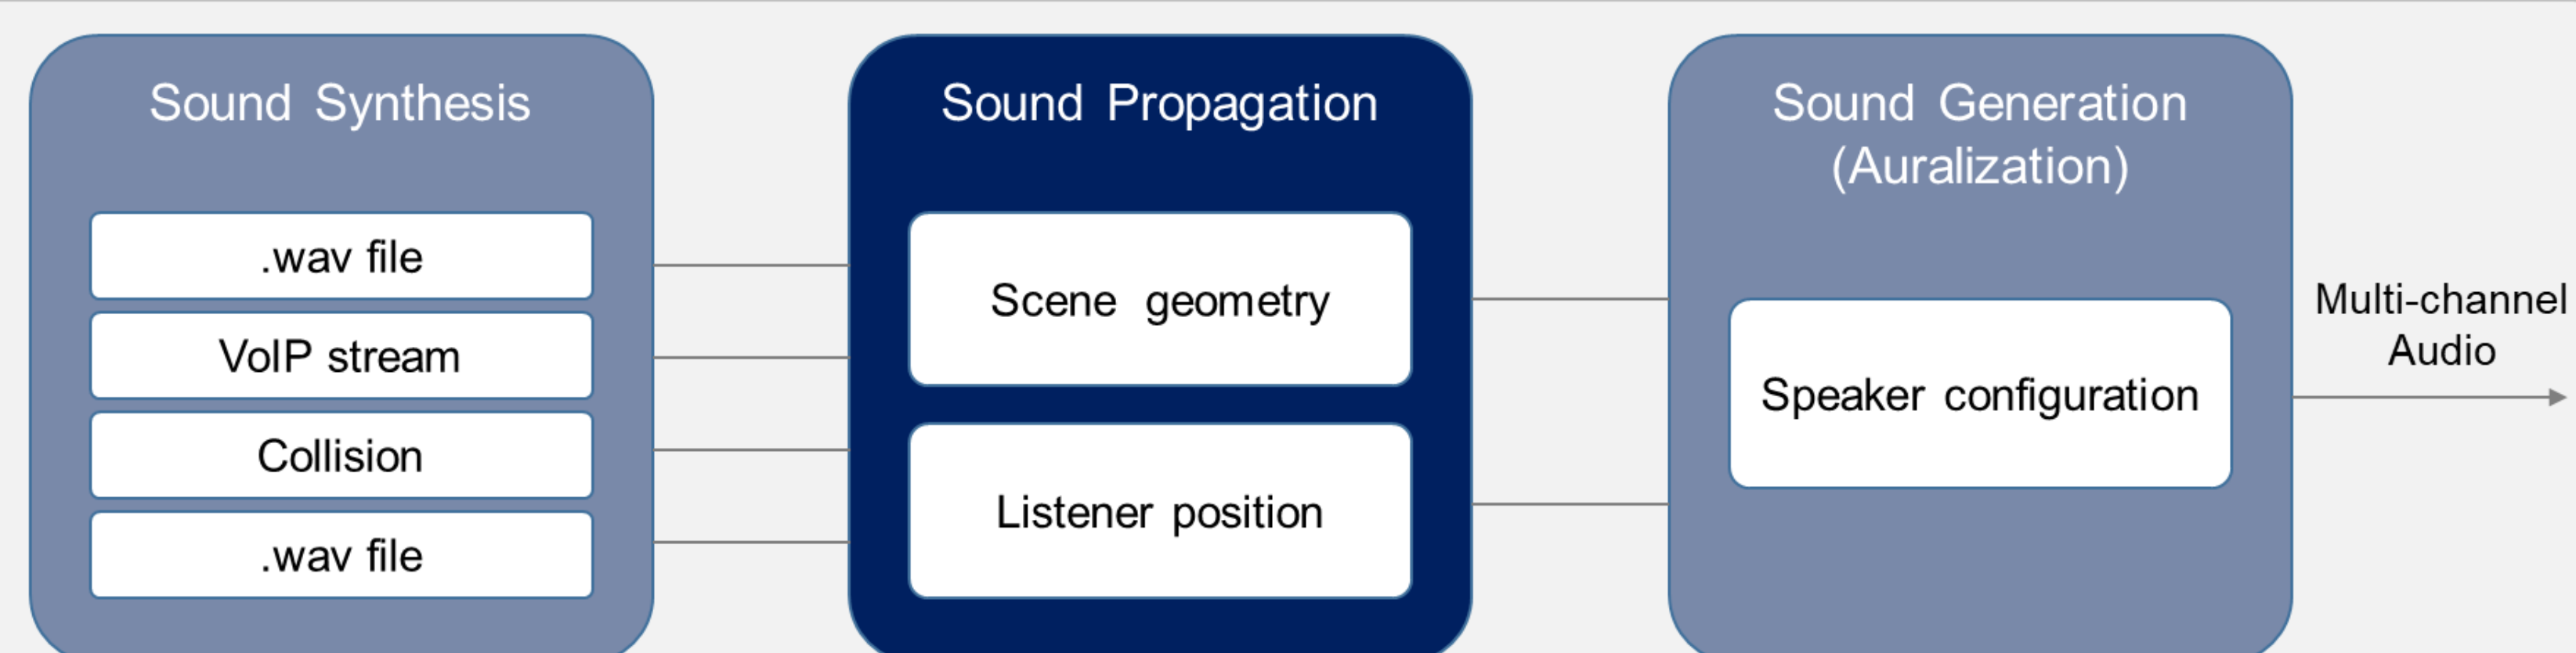 Sound Synthesis
.wav file
VoIP stream
Collision
.wav file
Sound Propagation
Scene geometry
Listener position
Sound Generation
(Auralization)
Speaker configuration
Multi-channel
Audio